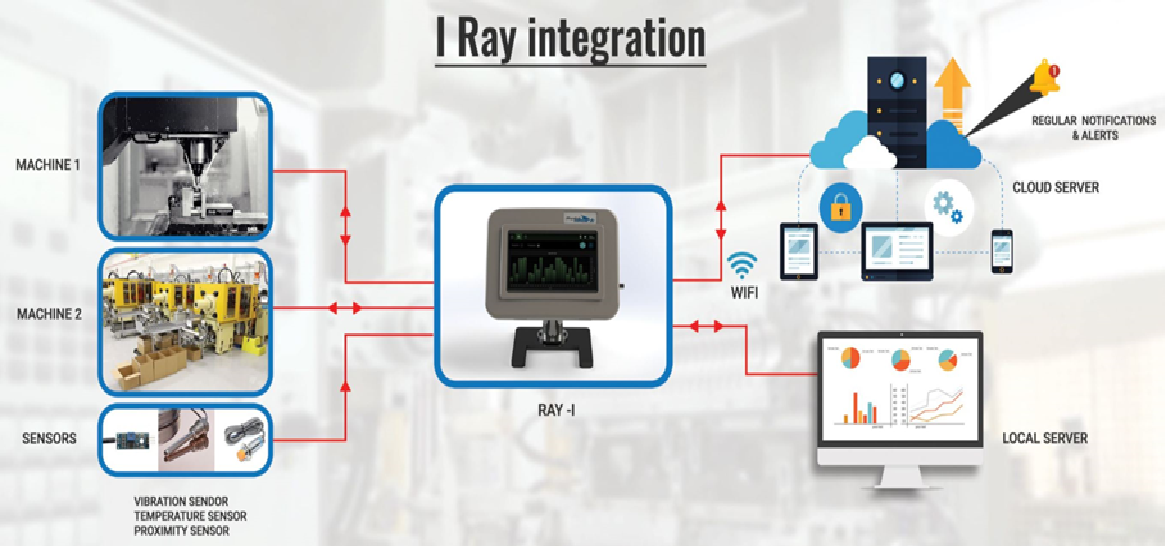 I Ray integration
MACHINE 1
MACHINE 2
SENSORS
VIBRATION SENDOR
TEMPERATURE SENSOR
PROXIMITY SENSOR
RAY -I
WIFI
REGULAR NOTIFICATIONS
& ALERTS
CLOUD SERVER
LOCAL SERVER